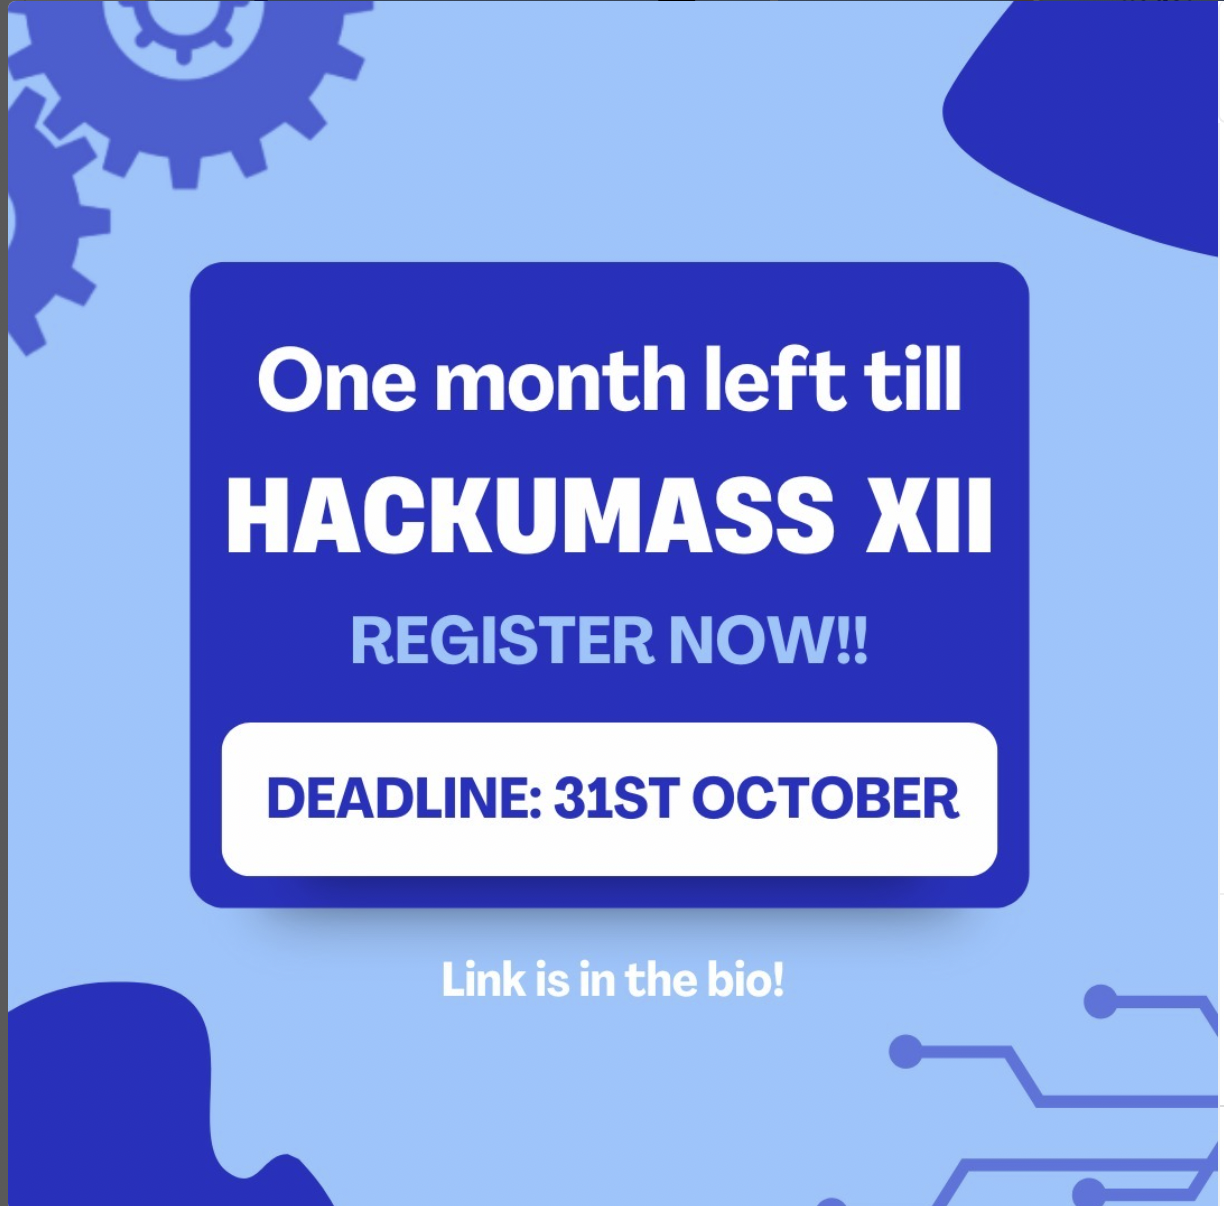 One month left till
HACKUMASS XII
REGISTER NOW!!
DEADLINE: 31ST OCTOBER
Link is in the bio!